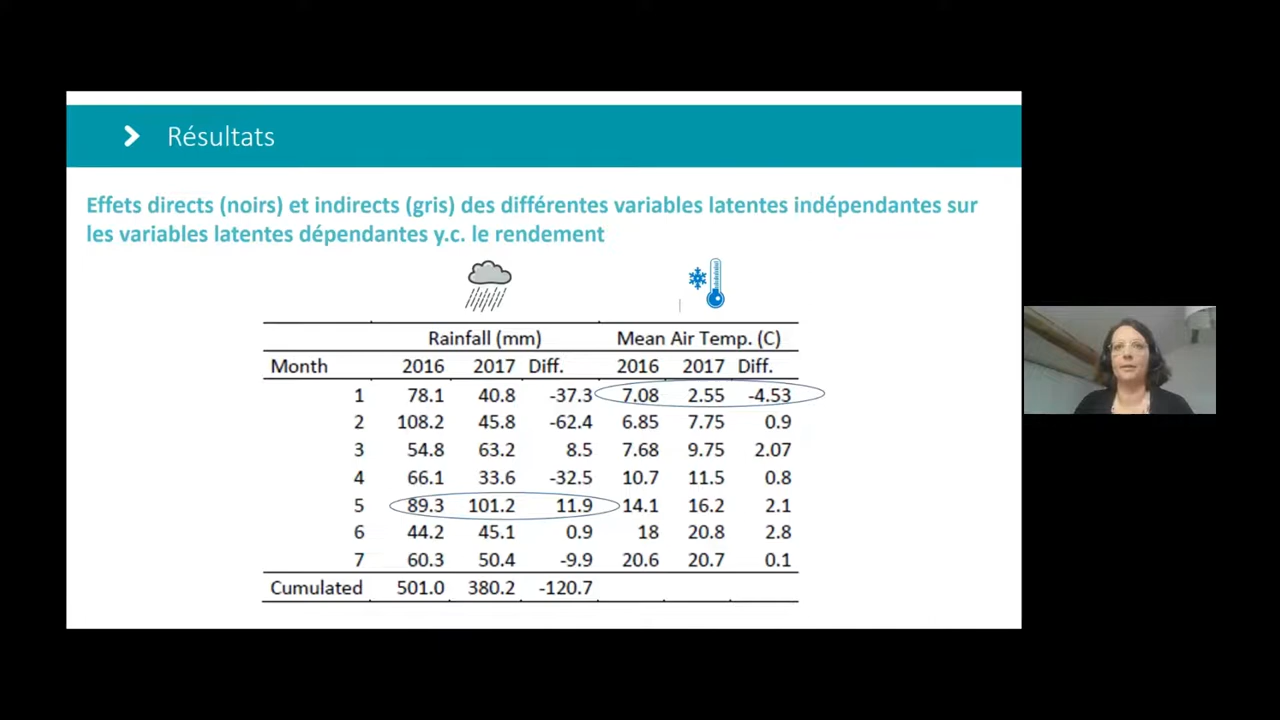 Résultats
Effets directs (noirs) et indirects (gris) des différentes variables latentes indépendantes sur
les variables latentes dépendantes y.c. le rendement
Rainfall (mm) Mean Air Temp. (C)
Month 2016 2017 Diff. 2016 2017 Diff.
1 78.1 40.8 -37.3 7.08 2.55 -4.53
2 108.2 45.8 -62.4 6.85 7.75 0.9
3 54.8 63.2 8.5 7.68 9.75 2.07
4 66.1 33.6 -32.5 10.7 11.5 0.8
5 89.3 101.2 11.9 14.1 16.2 2.1
6 44.2 45.1 0.9 18 20.8 2.8
7 60.3 50.4 -9.9 20.6 20.7 0.1
Cumulated 501.0 380.2 -120.7